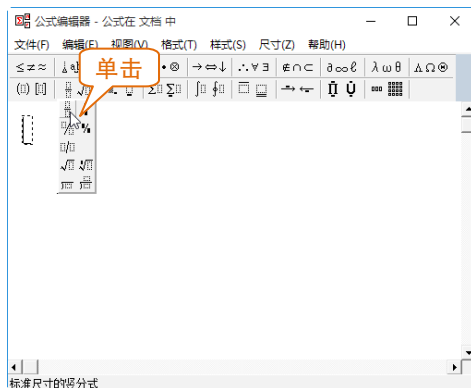 公式编辑器 - 公式在 文档 中
文件(F) 编辑(E) 视图(V) 格式(T) 样式(S) 尺寸(Z) 帮助(H)
单击
标准尺寸的竖分式